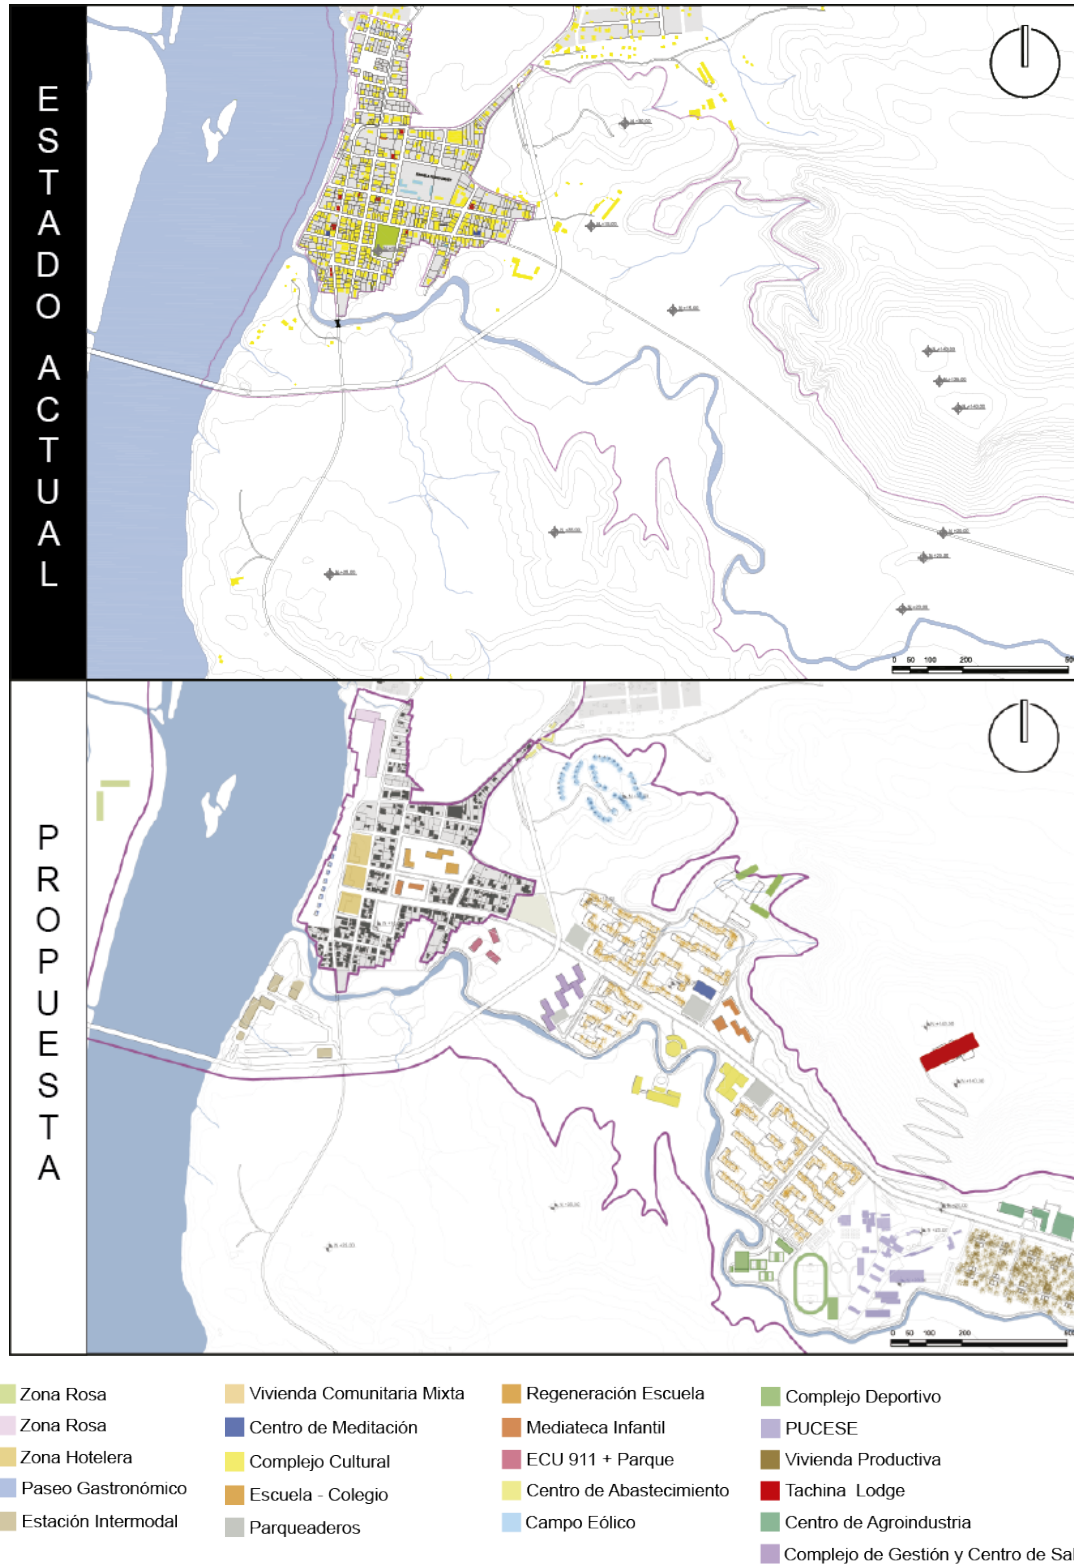 ESTADO ACTUAL
0 50 100 200 500
PROPUESTA
0 50 100 200 500
Zona Rosa
Zona Rosa
Zona Hotelera
Paseo Gastronómico
Estación Intermodal
Vivienda Comunitaria Mixta
Centro de Meditación
Complejo Cultural
Escuela - Colegio
Parqueaderos
Regeneración Escuela
Mediateca Infantil
ECU 911 + Parque
Centro de Abastecimiento
Campo Eólico
Complejo Deportivo
PUCESE
Vivienda Productiva
Tachina Lodge
Centro de Agroindustria
Complejo de Gestión y Centro de Sal